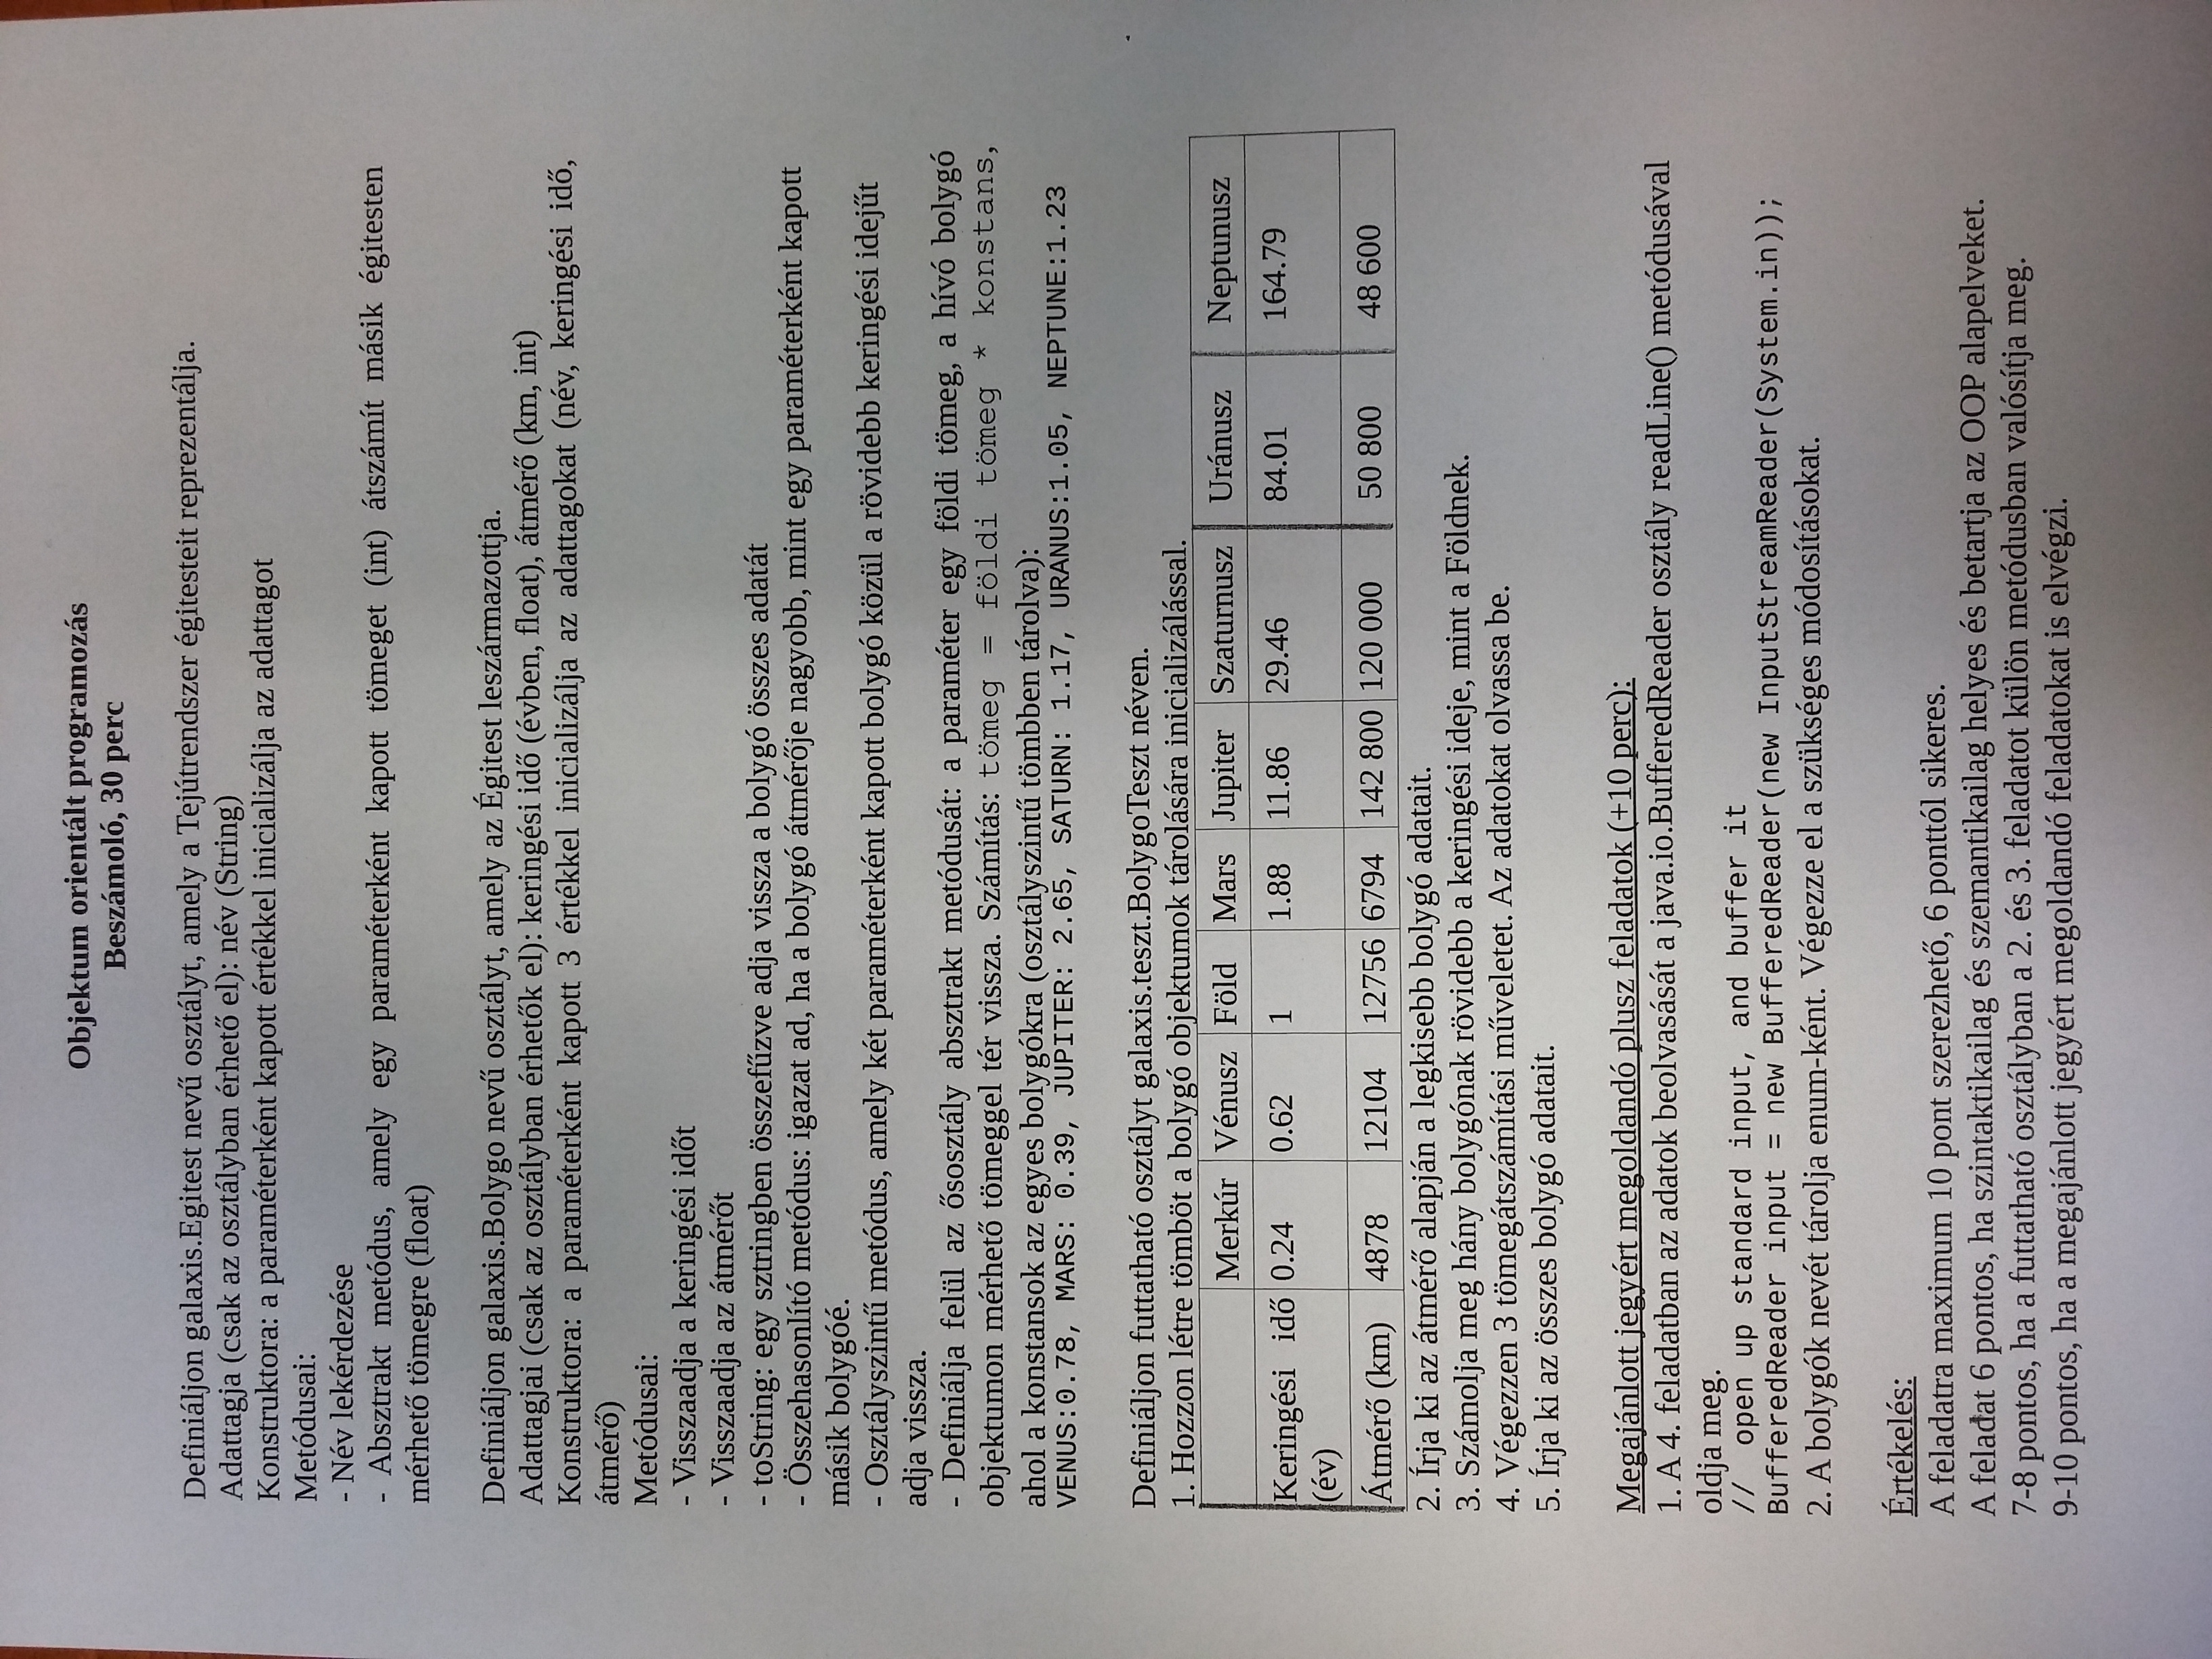 Objektum orientált programozás
Beszámoló, 30 perc
Definiáljon galaxis.Egitest nevű osztályt, amely a Tejútrendszer égitesteit reprezentálja.
Adattagja (csak az osztályban érhető el): név (String)
Konstruktora: a paraméterként kapott értékkel inicializálja az adattagot
Metódusai:
- Név lekérdezése
- Absztrakt metódus, amely egy paraméterként kapott tömeget (int) átszámít másik égitesten
mérhető tömegre (float)
Definiáljon galaxis.Bolygo nevű osztályt, amely az Égitest leszármazottja.
Adattagjai (csak az osztályban érhetők el): keringési idő (évben, float), átmérő (km, int)
Konstruktora: a paraméterként kapott 3 értékkel inicializálja az adattagokat (név, keringési idő,
átmérő)
Metódusai:
- Visszaadja a keringési időt
- Visszaadja az átmérőt
- toString: egy sztringben összefűzve adja vissza a bolygó összes adatát
- Összehasonlító metódus: igazat ad, ha a bolygó átmérője nagyobb, mint egy paraméterként kapott
másik bolygóé.
- Osztályszintű metódus, amely két paraméterként kapott bolygó közül a rövidebb keringési idejűt
adja vissza.
- Definiálja felül az ősosztály absztrakt metódusát: a paraméter egy földi tömeg, a hívó bolygó
objektumon mérhető tömeggel tér vissza. Számítás: tömeg = földi tömeg * konstans,
ahol a konstansok az egyes bolygókra (osztályszintű tömbben tárolva):
VENUS:0.78, MARS: 0.39, JUPITER: 2.65, SATURN: 1.17, URANUS:1.05, NEPTUNE:1.23
Definiáljon futtatható osztályt galaxis.teszt.BolygoTeszt néven.
1. Hozzon létre tömböt a bolygó objektumok tárolására inicializálással.
Merkúr Vénusz Föld Mars Jupiter Szaturnusz Uránusz Neptunusz
Keringési idő 0.24 0.62 1 1.88 11.86 29.46 84.01 164.79
(év)
Átmérő (km) 4878 12104 12756 6794 142 800 120 000 50 800 48 600
2. Írja ki az átmérő alapján a legkisebb bolygó adatait.
3. Számolja meg hány bolygónak rövidebb a keringési ideje, mint a Földnek.
4. Végezzen 3 tömegátszámítási műveletet. Az adatokat olvassa be.
5. Írja ki az összes bolygó adatait.
Megajánlott jegyért megoldandó plusz feladatok (+10 perc):
1. A 4. feladatban az adatok beolvasását a java.io.BufferedReader osztály readLine() metódusával
oldja meg.
// open up standard input, and buffer it
BufferedReader input = new BufferedReader(new InputStreamReader(System.in));
2. A bolygók nevét tárolja enum-ként. Végezze el a szükséges módosításokat.
Értékelés:
A feladatra maximum 10 pont szerezhető, 6 ponttól sikeres.
A feladat 6 pontos, ha szintaktikailag és szemantikailag helyes és betartja az OOP alapelveket.
7-8 pontos, ha a futtatható osztályban a 2. és 3. feladatot külön metódusban valósítja meg.
9-10 pontos, ha a megajánlott jegyért megoldandó feladatokat is elvégzi.